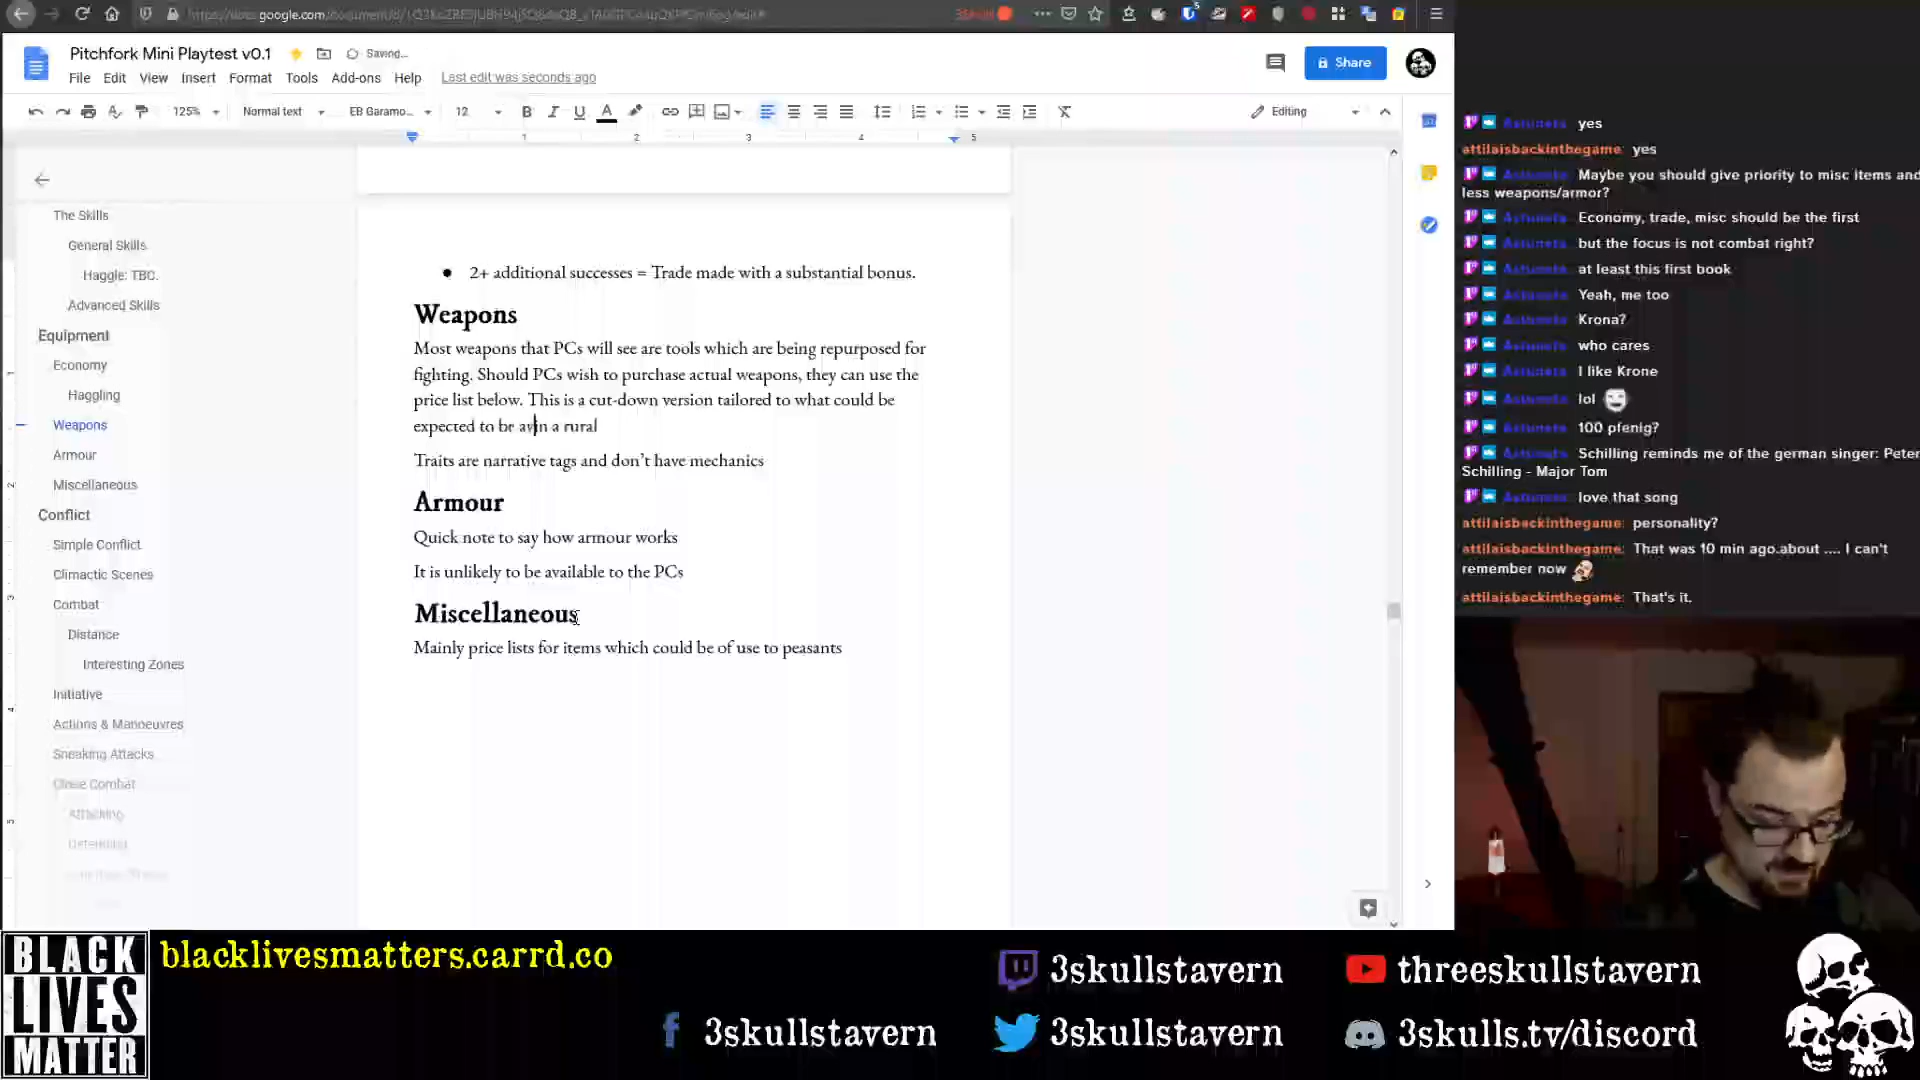 Pitchfork Mini Playtest v0.1
Saving...
File Edit View Insert Format Tools Add-ons Help
Last edit was seconds ago
Share
125% Normal text EB Garamo... 12
Editing
1 2 3 4 5
The Skills
General Skills
Haggle: TBC.
Advanced Skills
Equipment
Economy
Haggling
Weapons
Armour
Miscellaneous
Conflict
Simple Conflict
Climactic Scenes
Combat
Distance
Interesting Zones
Initiative
Actions & Manoeuvres
Sneaking Attacks
Close Combat
Attacking
Defending
● 2+ additional successes = Trade made with a substantial bonus.
Weapons
Most weapons that PCs will see are tools which are being repurposed for
fighting. Should PCs wish to purchase actual weapons, they can use the
price list below. This is a cut-down version tailored to what could be
expected to be avin a rural
Traits are narrative tags and don't have mechanics
Armour
Quick note to say how armour works
It is unlikely to be available to the PCs
Miscellaneous
Mainly price lists for items which could be of use to peasants
yes
attilaisbackinthegame: yes
Maybe you should give priority to misc items and
less weapons/armor?
Economy, trade, misc should be the first
but the focus is not combat right?
at least this first book
Yeah, me too
Krona?
who cares
I like Krone
lol
100 pfenig?
Schilling reminds me of the german singer: Peter
Schilling - Major Tom
love that song
attilaisbackinthegame: personality?
attilaisbackinthegame: That was 10 min ago.about .... I can't
remember now
attilaisbackinthegame: That's it.
BLACK
LIVES
MATTER
blacklivesmatters.carrd.co
3skullstavern
threeskullstavern
3skullstavern
3skullstavern
3skulls.tv/discord